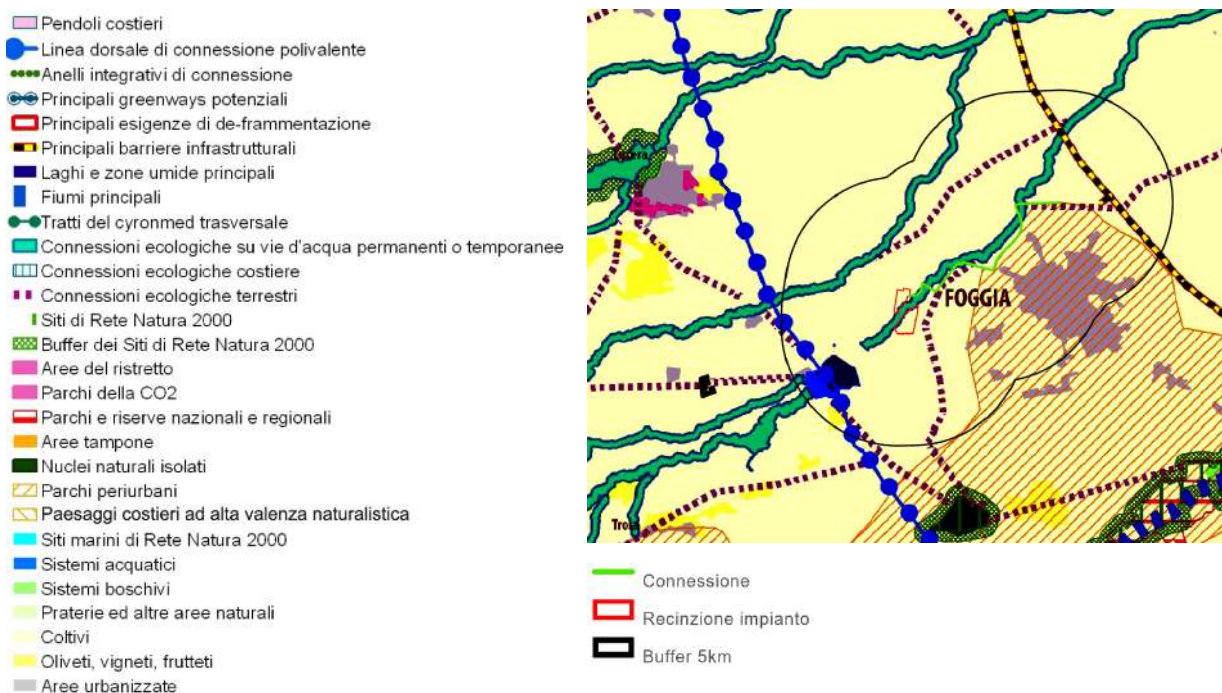 Pendoli costieri
Linea dorsale di connessione polivalente
Anelli integrativi di connessione
Principali greenways potenziali
Principali esigenze di de-frammentazione
Principali barriere infrastrutturali
Laghi e zone umide principali
Fiumi principali
Tratti del cyronmed trasversale
Connessioni ecologiche su vie d'acqua permanenti o temporanee
Connessioni ecologiche costiere
Connessioni ecologiche terrestri
Siti di Rete Natura 2000
Buffer dei Siti di Rete Natura 2000
Aree del ristretto
Parchi della CO2
Parchi e riserve nazionali e regionali
Aree tampone
Nuclei naturali isolati
Parchi periurbani
Paesaggi costieri ad alta valenza naturalistica
Siti marini di Rete Natura 2000
Sistemi acquatici
Sistemi boschivi
Praterie ed altre aree naturali
Coltivi
Oliveti, vigneti, frutteti
Aree urbanizzate
FOGGIA
Connessione
Recinzione impianto
Buffer 5km